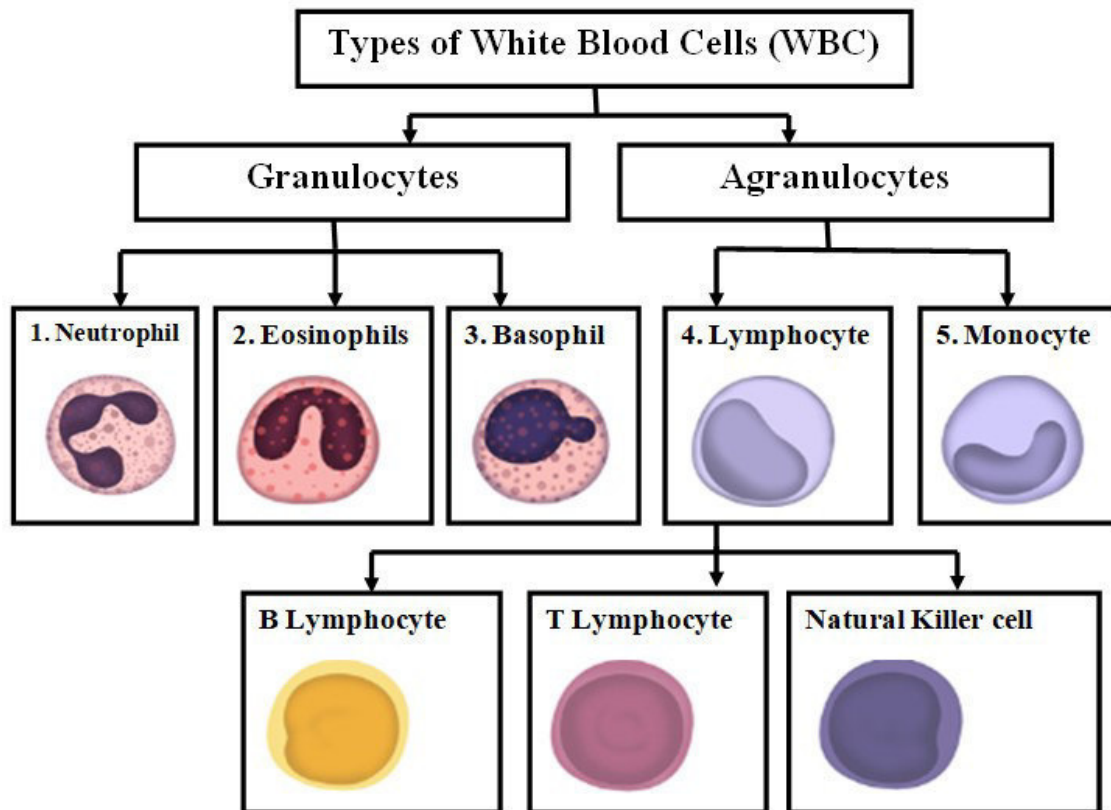 Types of White Blood Cells (WBC)
Granulocytes
Agranulocytes
1. Neutrophil
2. Eosinophils
3. Basophil
4. Lymphocyte
5. Monocyte
B Lymphocyte
T Lymphocyte
Natural Killer cell